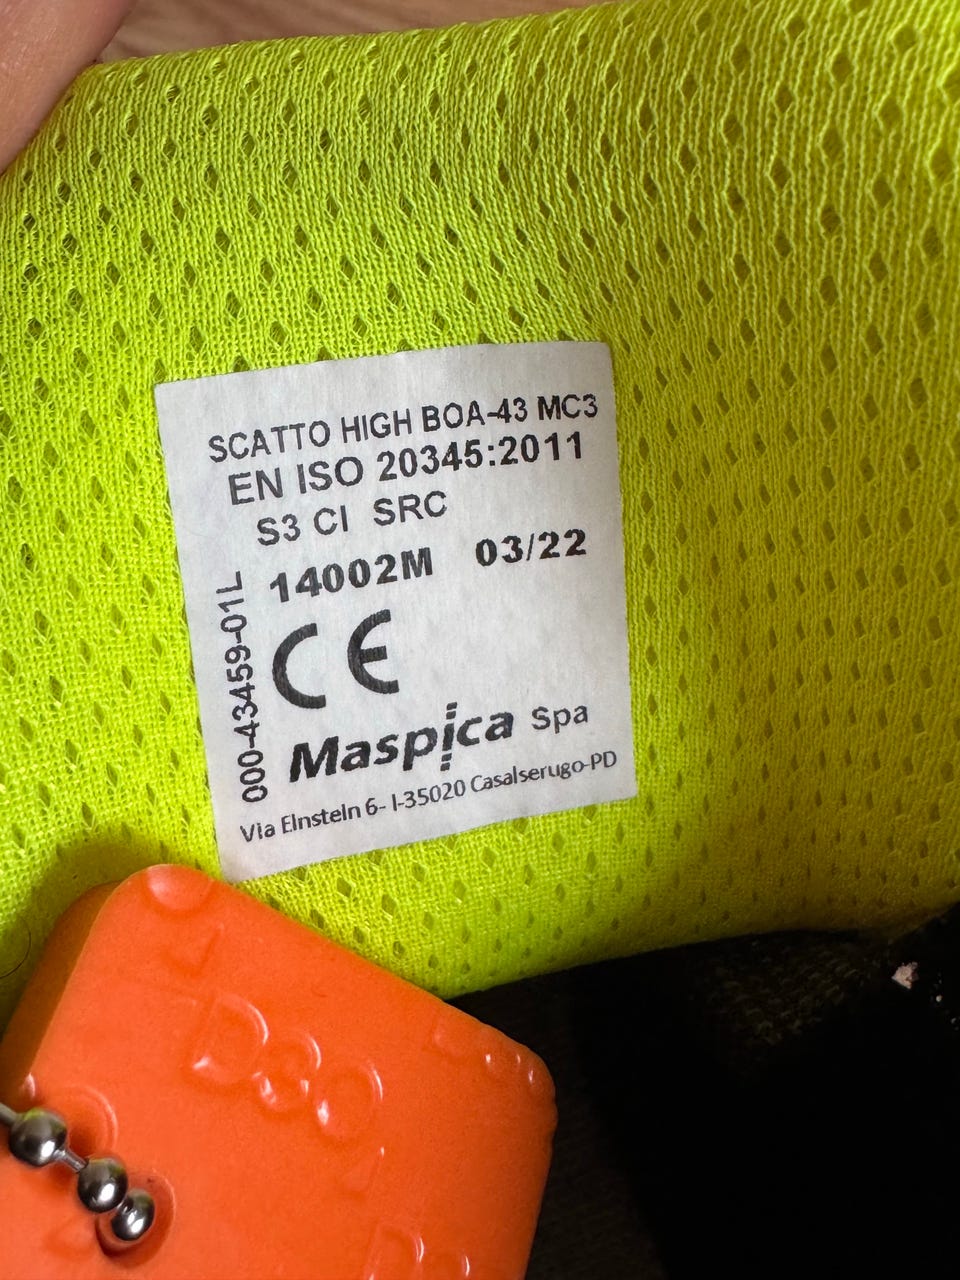 SCATTO HIGH BOA-43 MC3
EN ISO 20345:2011
S3 CI SRC
14002M 03/22
000-43459-01L
CE
Maspica Spa
Via Einstein 6- I-35020 Casalserugo-PD
D3O